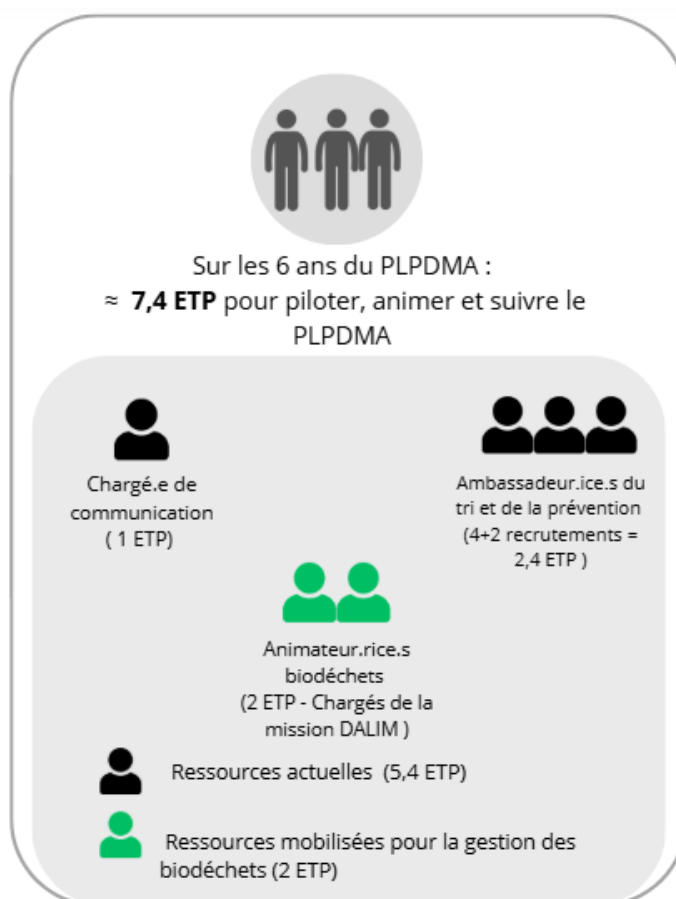 Sur les 6 ans du PLPDMA :
≈ 7,4 ETP pour piloter, animer et suivre le
PLPDMA
Chargé.e de
communication
( 1 ETP)
Ambassadeur.ice.s du
tri et de la prévention
(4+2 recrutements =
2,4 ETP )
Animateur.rice.s
biodéchets
(2 ETP - Chargés de la
mission DALIM )
Ressources actuelles (5,4 ETP)
Ressources mobilisées pour la gestion des
biodéchets (2 ETP)